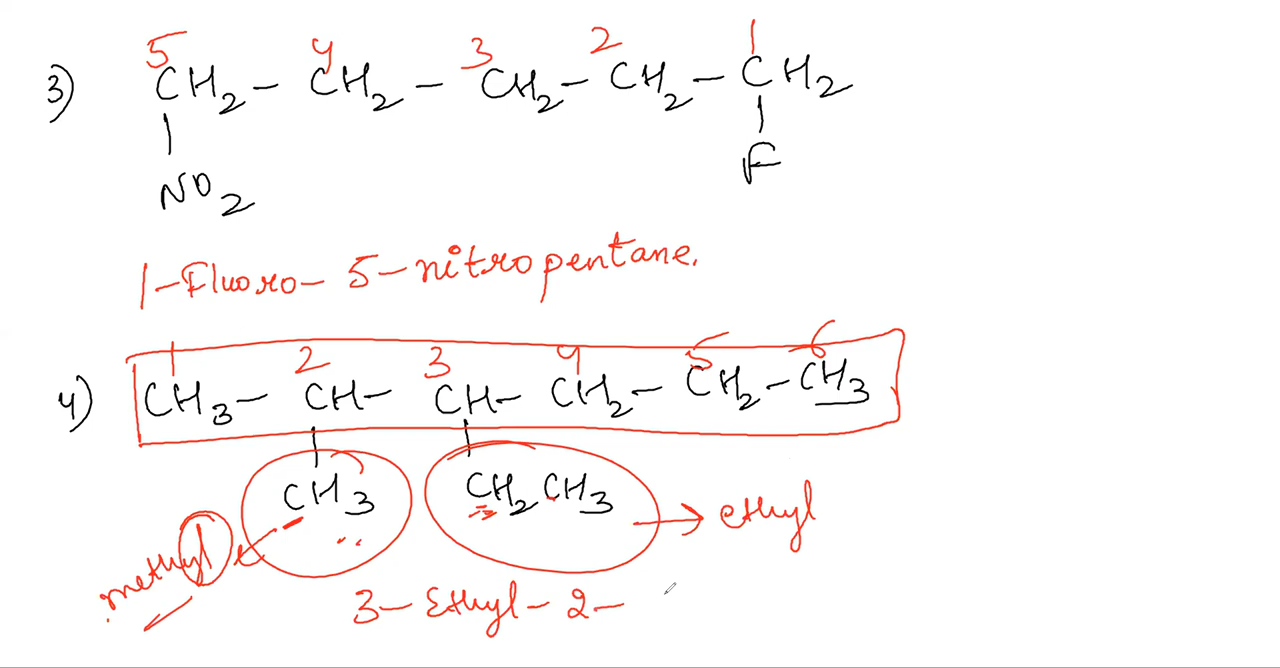 5 4 3 2 1
3) CH2 - CH2 - CH2 - CH2 - CH2
NO2 F
1-Fluoro-5-nitropentane.
1 2 3 4 5 6
4) CH3 - CH - CH - CH2 - CH2 - CH3
CH3 CH2CH3
methyl → ethyl
3-Ethyl-2-